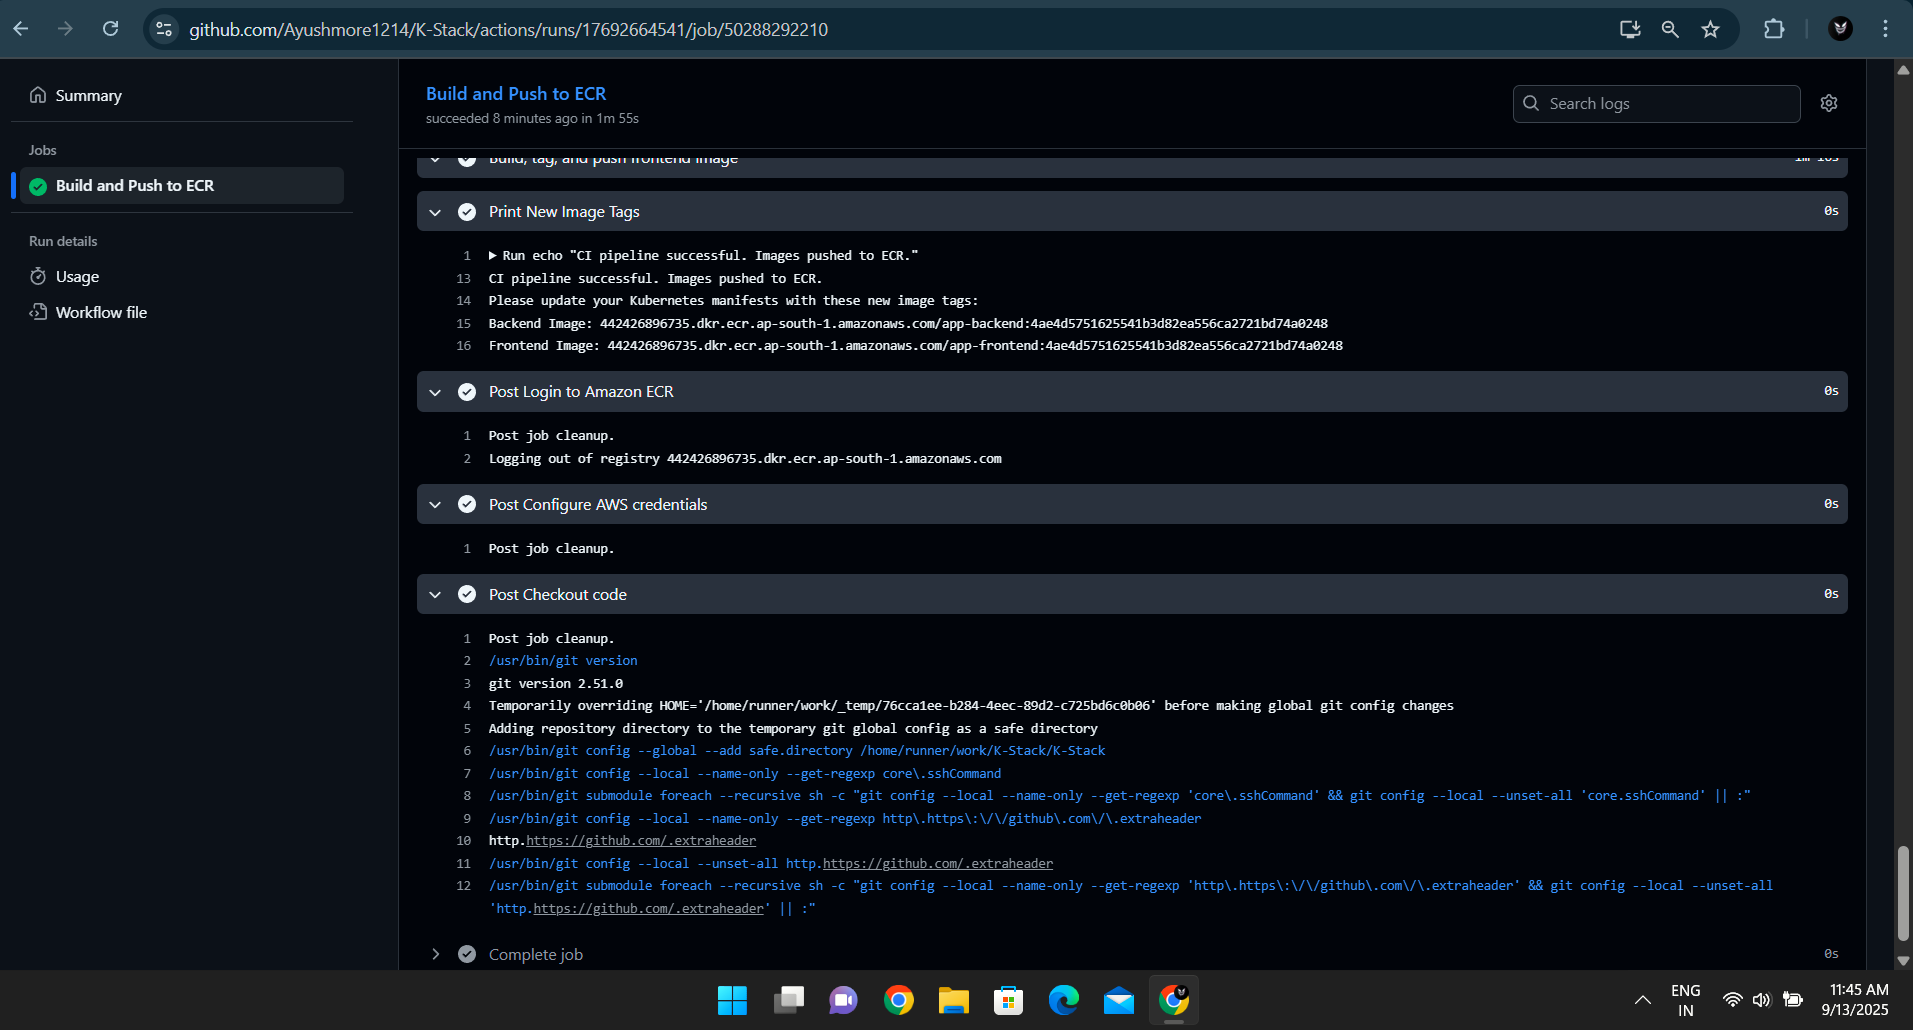 github.com/Ayushmore1214/K-Stack/actions/runs/17692664541/job/50288292210
Summary
Jobs
Build and Push to ECR
Run details
Usage
Workflow file
Build and Push to ECR
succeeded 8 minutes ago in 1m 55s
Search logs
Build, tag, and push frontend image
Print New Image Tags 0s
1 Run echo "CI pipeline successful. Images pushed to ECR."
13 CI pipeline successful. Images pushed to ECR.
14 Please update your Kubernetes manifests with these new image tags:
15 Backend Image: 442426896735.dkr.ecr.ap-south-1.amazonaws.com/app-backend:4ae4d5751625541b3d82ea556ca2721bd74a0248
16 Frontend Image: 442426896735.dkr.ecr.ap-south-1.amazonaws.com/app-frontend:4ae4d5751625541b3d82ea556ca2721bd74a0248
Post Login to Amazon ECR 0s
1 Post job cleanup.
2 Logging out of registry 442426896735.dkr.ecr.ap-south-1.amazonaws.com
Post Configure AWS credentials 0s
1 Post job cleanup.
Post Checkout code 0s
1 Post job cleanup.
2 /usr/bin/git version
3 git version 2.51.0
4 Temporarily overriding HOME='/home/runner/work/_temp/76cca1ee-b284-4eec-89d2-c725bd6c0b06' before making global git config changes
5 Adding repository directory to the temporary git global config as a safe directory
6 /usr/bin/git config --global --add safe.directory /home/runner/work/K-Stack/K-Stack
7 /usr/bin/git config --local --name-only --get-regexp core\.sshCommand
8 /usr/bin/git submodule foreach --recursive sh -c "git config --local --name-only --get-regexp 'core\.sshCommand' && git config --local --unset-all 'core.sshCommand' || :"
9 /usr/bin/git config --local --name-only --get-regexp http\.https\:\/\/github\.com\/\.extraheader
10 http.https://github.com/.extraheader
11 /usr/bin/git config --local --unset-all http.https://github.com/.extraheader
12 /usr/bin/git submodule foreach --recursive sh -c "git config --local --name-only --get-regexp 'http\.https\:\/\/github\.com\/\.extraheader' && git config --local --unset-all
'http.https://github.com/.extraheader' || :"
Complete job 0s
ENG
IN
11:45 AM
9/13/2025